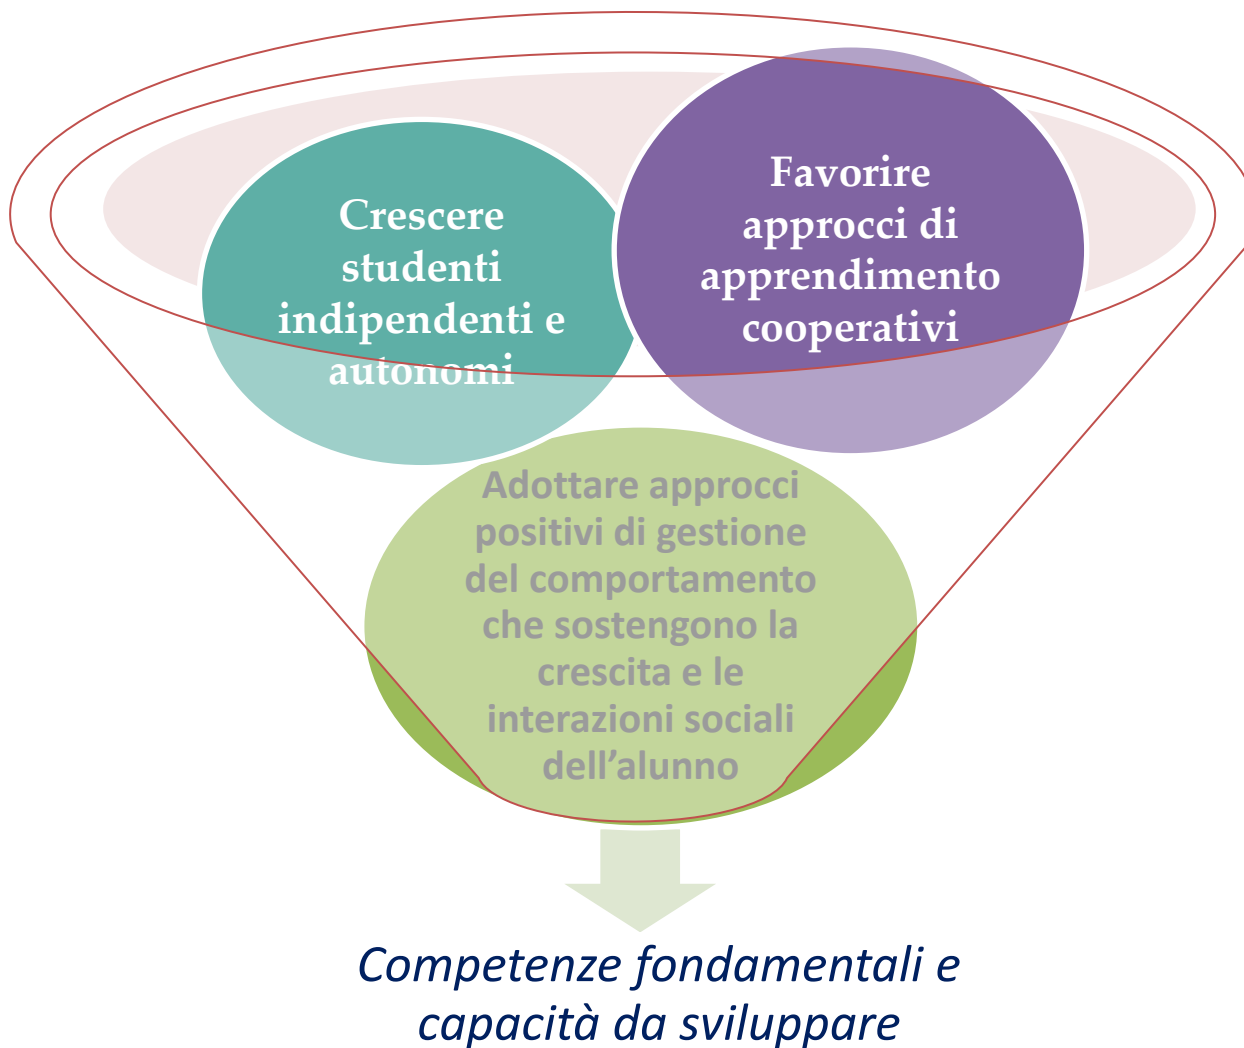 Crescere
studenti
indipendenti e
autonomi
Favorire
approcci di
apprendimento
cooperativi
Adottare approcci
positivi di gestione
del comportamento
che sostengono la
crescita e le
interazioni sociali
dell’alunno
Competenze fondamentali e
capacità da sviluppare